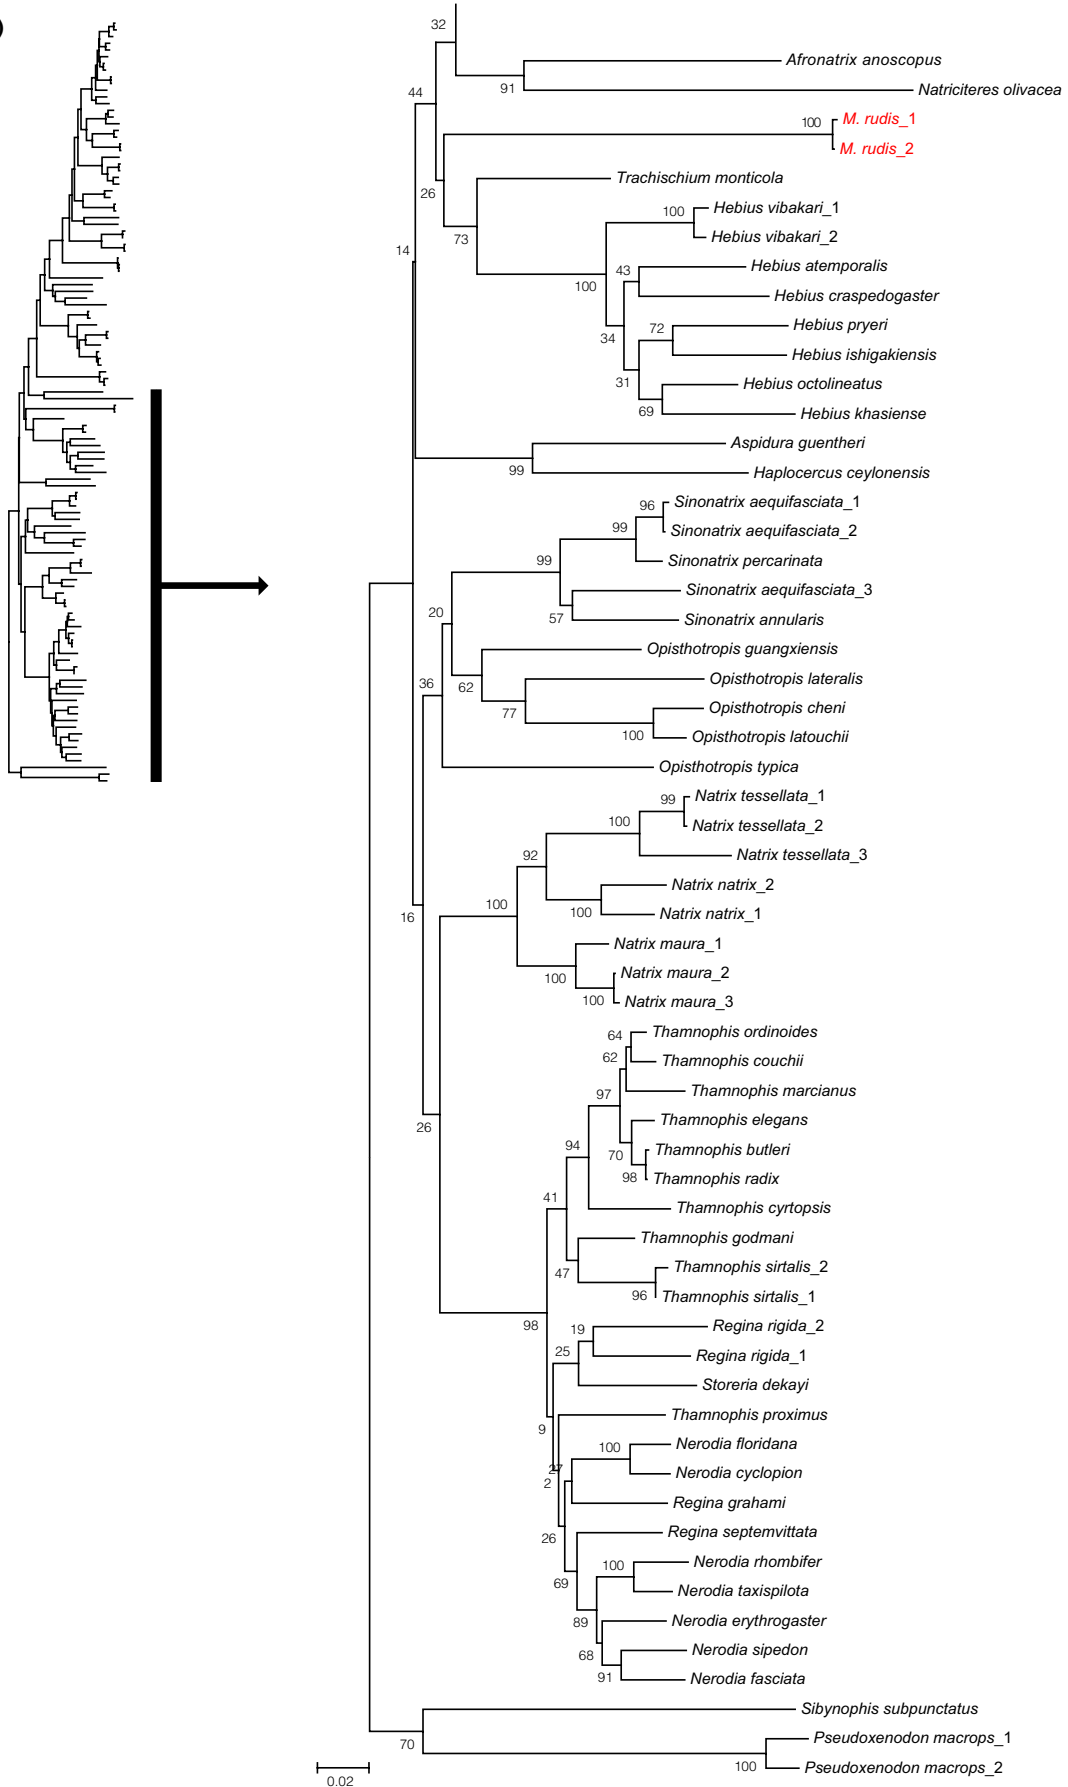 32
Afronatrix anoscopus
91
Natriciteres olivacea
44
100
M. rudis_1
M. rudis_2
26
Trachischium monticola
73
100
Hebius vibakari_1
Hebius vibakari_2
14
100
43
Hebius atemporalis
Hebius craspedogaster
34
72
Hebius pryeri
Hebius ishigakiensis
31
Hebius octolineatus
69
Hebius khasiense
Aspidura guentheri
99
Haplocercus ceylonensis
96
Sinonatrix aequifasciata_1
99
Sinonatrix aequifasciata_2
99
Sinonatrix percarinata
Sinonatrix aequifasciata_3
20
57
Sinonatrix annularis
Opisthotropis guangxiensis
36
62
Opisthotropis lateralis
77
Opisthotropis cheni
100
Opisthotropis latouchii
Opisthotropis typica
99
Natrix tessellata_1
100
Natrix tessellata_2
92
Natrix tessellata_3
Natrix natrix_2
100
100
Natrix natrix_1
16
Natrix maura_1
100
Natrix maura_2
100
Natrix maura_3
64
Thamnophis ordinoides
62
Thamnophis couchii
97
Thamnophis marcianus
26
Thamnophis elegans
94
70
Thamnophis butleri
98
Thamnophis radix
41
Thamnophis cyrtopsis
Thamnophis godmani
47
Thamnophis sirtalis_2
96
Thamnophis sirtalis_1
98
19
Regina rigida_2
25
Regina rigida_1
Storeria dekayi
9
Thamnophis proximus
100
Nerodia floridana
27
2
Nerodia cyclopion
Regina grahami
26
Regina septemvittata
69
100
Nerodia rhombifer
Nerodia taxispilota
89
Nerodia erythrogaster
68
Nerodia sipedon
91
Nerodia fasciata
Sibynophis subpunctatus
70
Pseudoxenodon macrops_1
100
Pseudoxenodon macrops_2
0.02